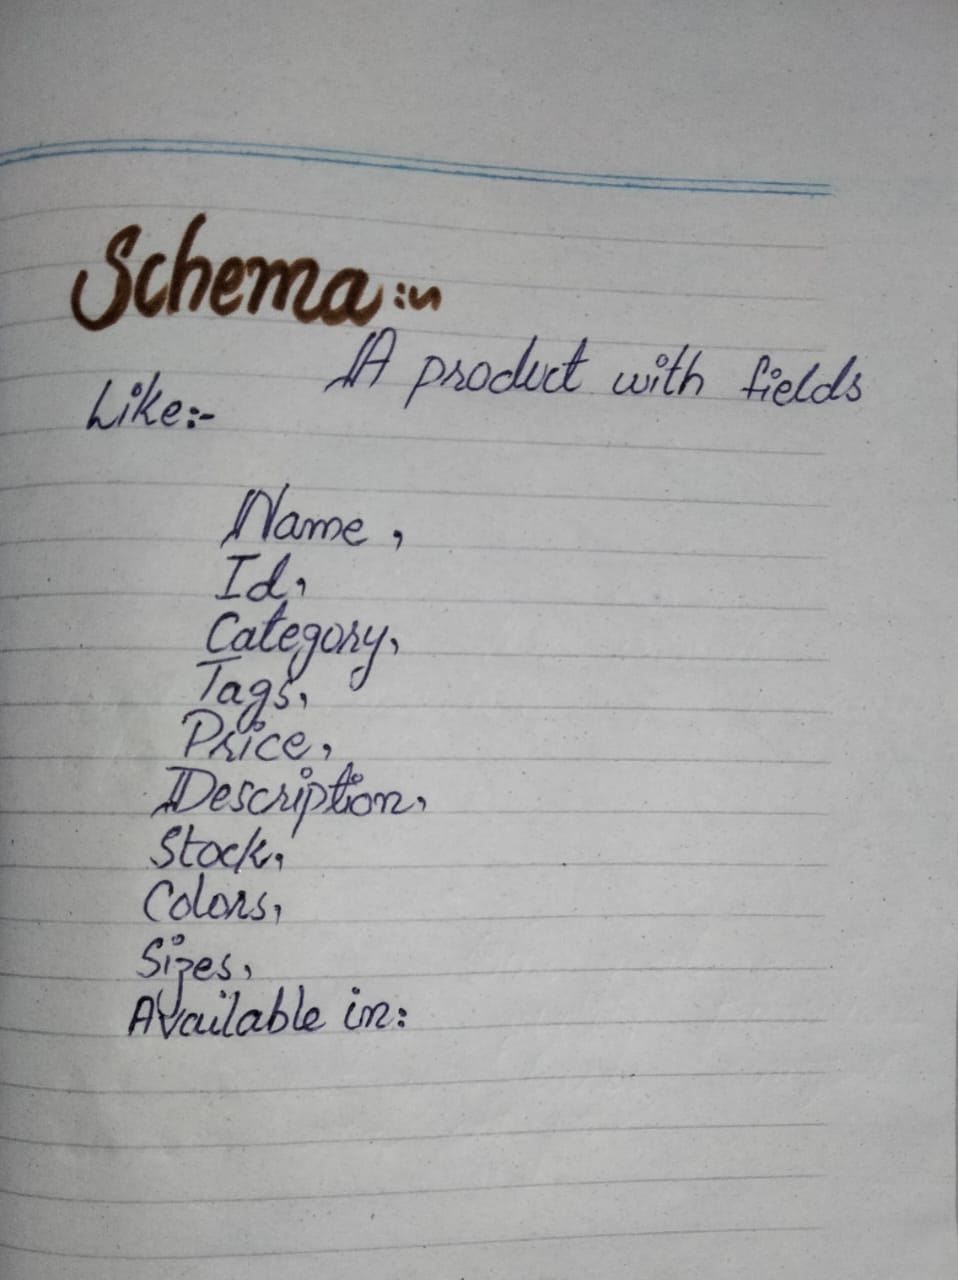 Schema:~
A product with fields
Like:-
Name,
Id,
Category,
Tags,
Price,
Description,
Stock,
Colors,
Sizes,
Available in: